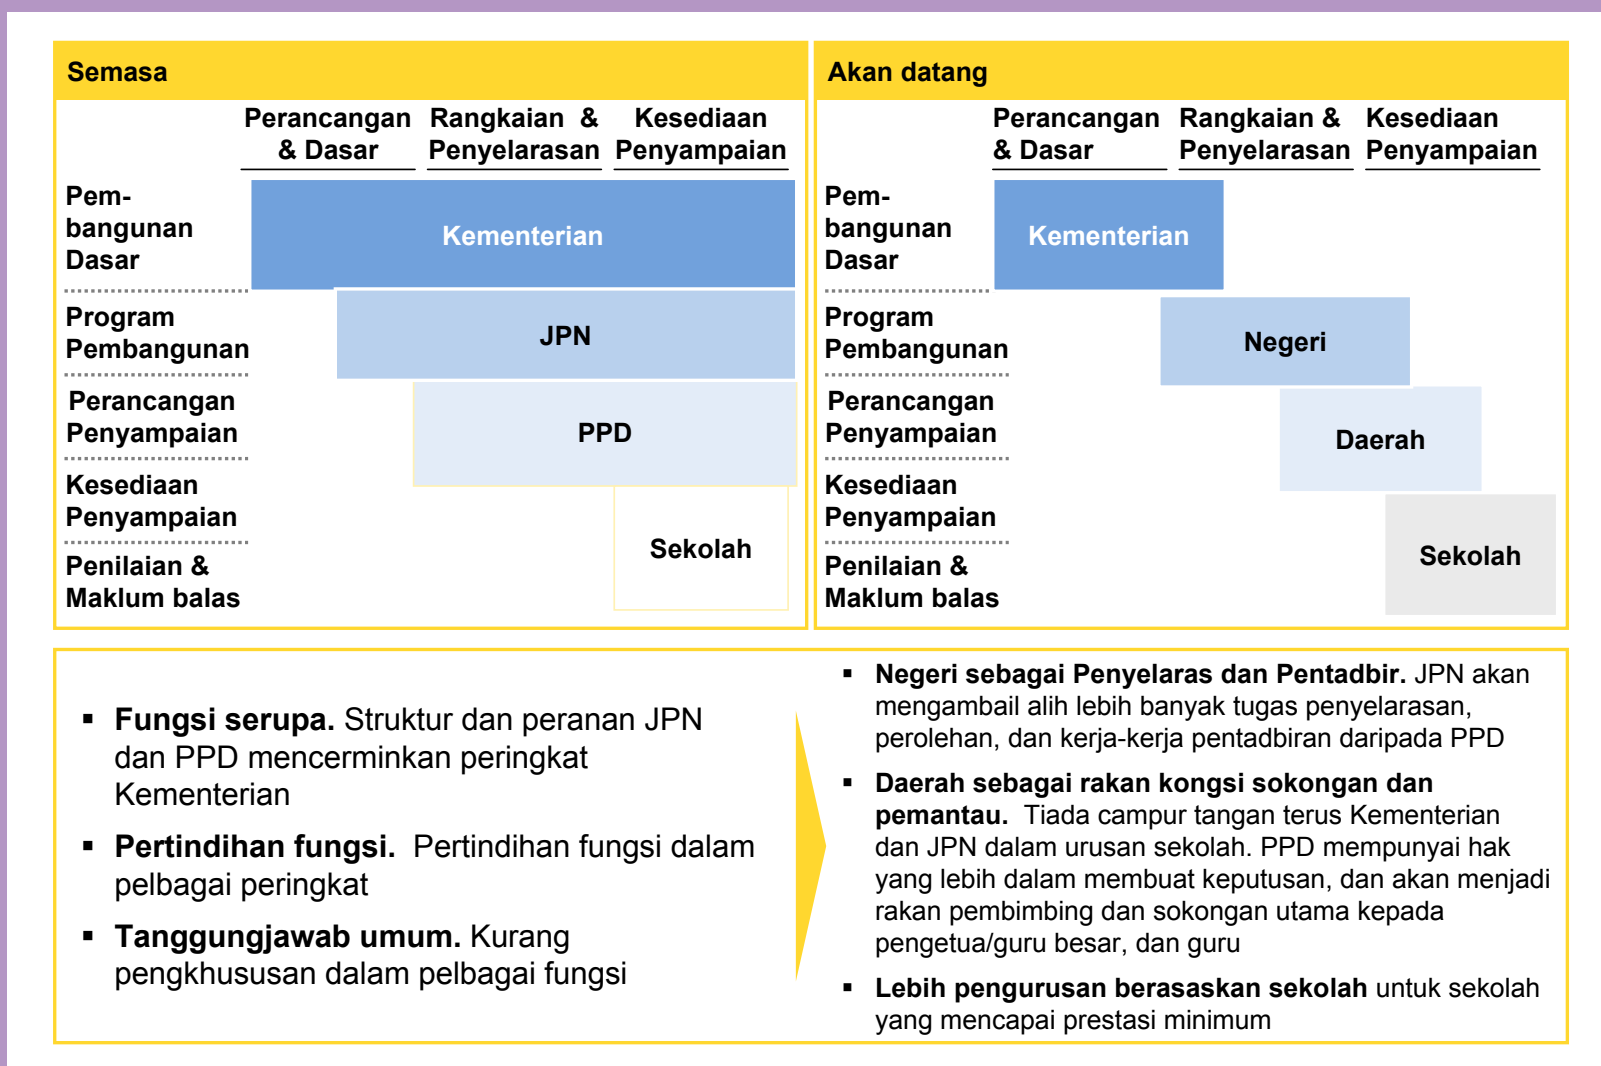 Semasa
Perancangan
& Dasar
Rangkaian &
Penyelarasan
Kesediaan
Penyampaian
Pem-
bangunan
Dasar
Kementerian
Program
Pembangunan
JPN
Perancangan
Penyampaian
PPD
Kesediaan
Penyampaian
Sekolah
Penilaian &
Maklum balas
Akan datang
Perancangan
& Dasar
Rangkaian &
Penyelarasan
Kesediaan
Penyampaian
Pem-
bangunan
Dasar
Kementerian
Program
Pembangunan
Negeri
Perancangan
Penyampaian
Daerah
Kesediaan
Penyampaian
Sekolah
Penilaian &
Maklum balas
▪ Fungsi serupa. Struktur dan peranan JPN
dan PPD mencerminkan peringkat
Kementerian
▪ Pertindihan fungsi. Pertindihan fungsi dalam
pelbagai peringkat
▪ Tanggungjawab umum. Kurang
pengkhususan dalam pelbagai fungsi
▪ Negeri sebagai Penyelaras dan Pentadbir. JPN akan
mengambail alih lebih banyak tugas penyelarasan,
perolehan, dan kerja-kerja pentadbiran daripada PPD
▪ Daerah sebagai rakan kongsi sokongan dan
pemantau. Tiada campur tangan terus Kementerian
dan JPN dalam urusan sekolah. PPD mempunyai hak
yang lebih dalam membuat keputusan, dan akan menjadi
rakan pembimbing dan sokongan utama kepada
pengetua/guru besar, dan guru
▪ Lebih pengurusan berasaskan sekolah untuk sekolah
yang mencapai prestasi minimum